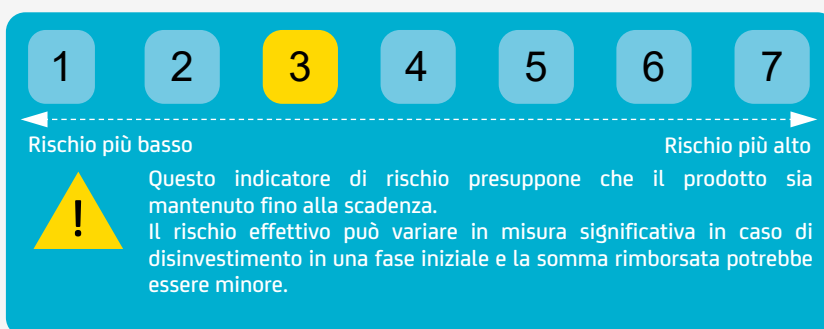 1 2 3 4 5 6 7
Rischio più basso Rischio più alto
!
Questo indicatore di rischio presuppone che il prodotto sia
mantenuto fino alla scadenza.
Il rischio effettivo può variare in misura significativa in caso di
disinvestimento in una fase iniziale e la somma rimborsata potrebbe
essere minore.